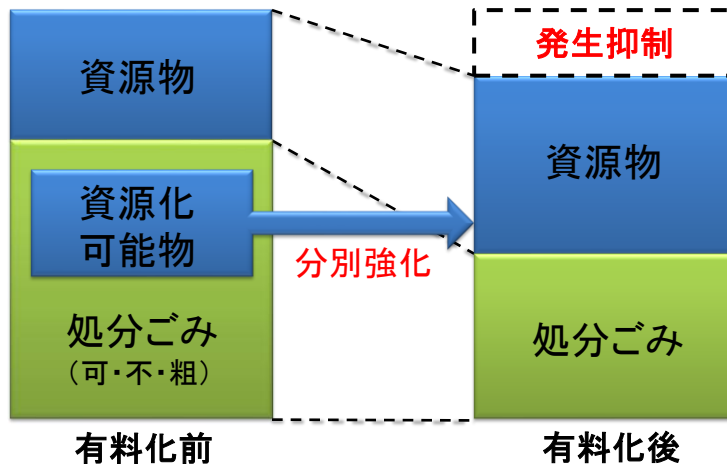 資源物
資源化
可能物
処分ごみ
（可・不・粗）
有料化前
分別強化
発生抑制
資源物
処分ごみ
有料化後